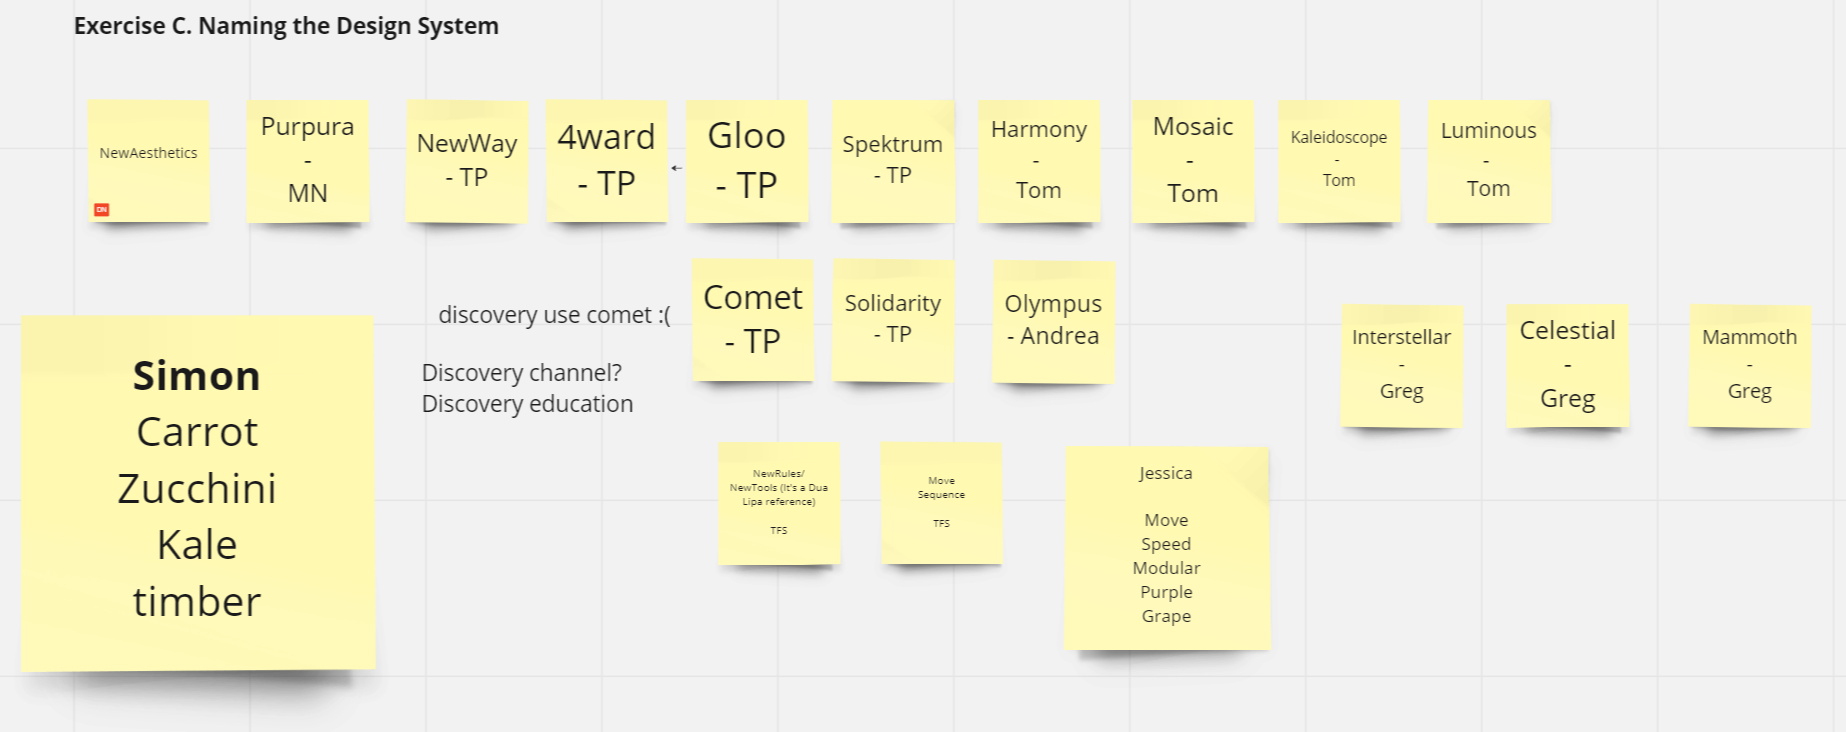 Exercise C. Naming the Design System
NewAesthetics
DN
Purpura
-
MN
NewWay
- TP
4ward
- TP
←
Gloo
- TP
Spektrum
- TP
Harmony
-
Tom
Mosaic
-
Tom
Kaleidoscope
-
Tom
Luminous
-
Tom
discovery use comet :(
Discovery channel?
Discovery education
Comet
- TP
Solidarity
- TP
Olympus
- Andrea
Interstellar
-
Greg
Celestial
-
Greg
Mammoth
-
Greg
Simon
Carrot
Zucchini
Kale
timber
NewRules/
NewTools (It's a Dua
Lipa reference)
TFS
Move
Sequence
TFS
Jessica
Move
Speed
Modular
Purple
Grape